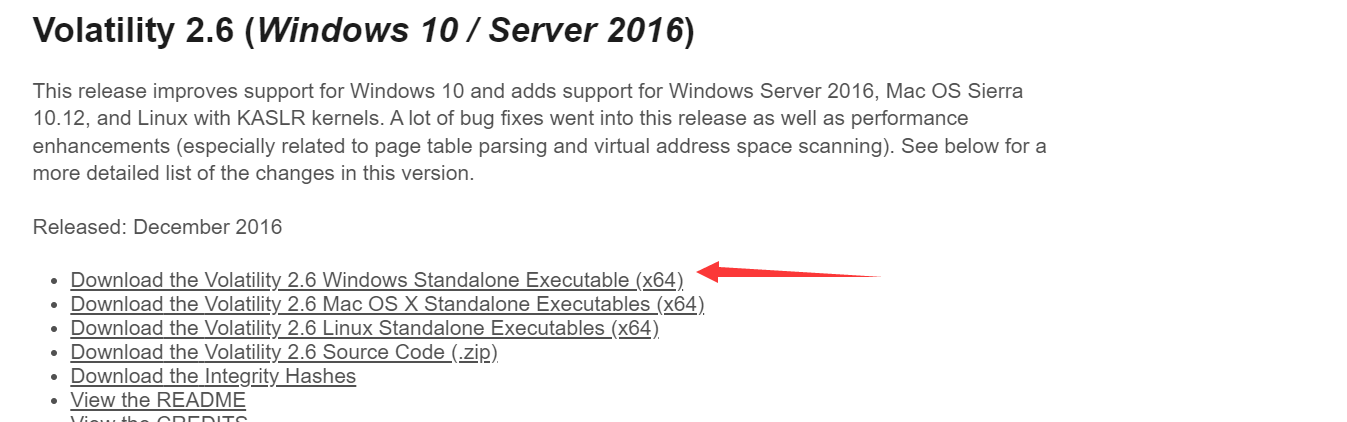 Volatility 2.6 (Windows 10 / Server 2016)
This release improves support for Windows 10 and adds support for Windows Server 2016, Mac OS Sierra
10.12, and Linux with KASLR kernels. A lot of bug fixes went into this release as well as performance
enhancements (especially related to page table parsing and virtual address space scanning). See below for a
more detailed list of the changes in this version.
Released: December 2016
Download the Volatility 2.6 Windows Standalone Executable (x64)
Download the Volatility 2.6 Mac OS X Standalone Executables (x64)
Download the Volatility 2.6 Linux Standalone Executables (x64)
Download the Volatility 2.6 Source Code (.zip)
Download the Integrity Hashes
View the README
View the CREDITS